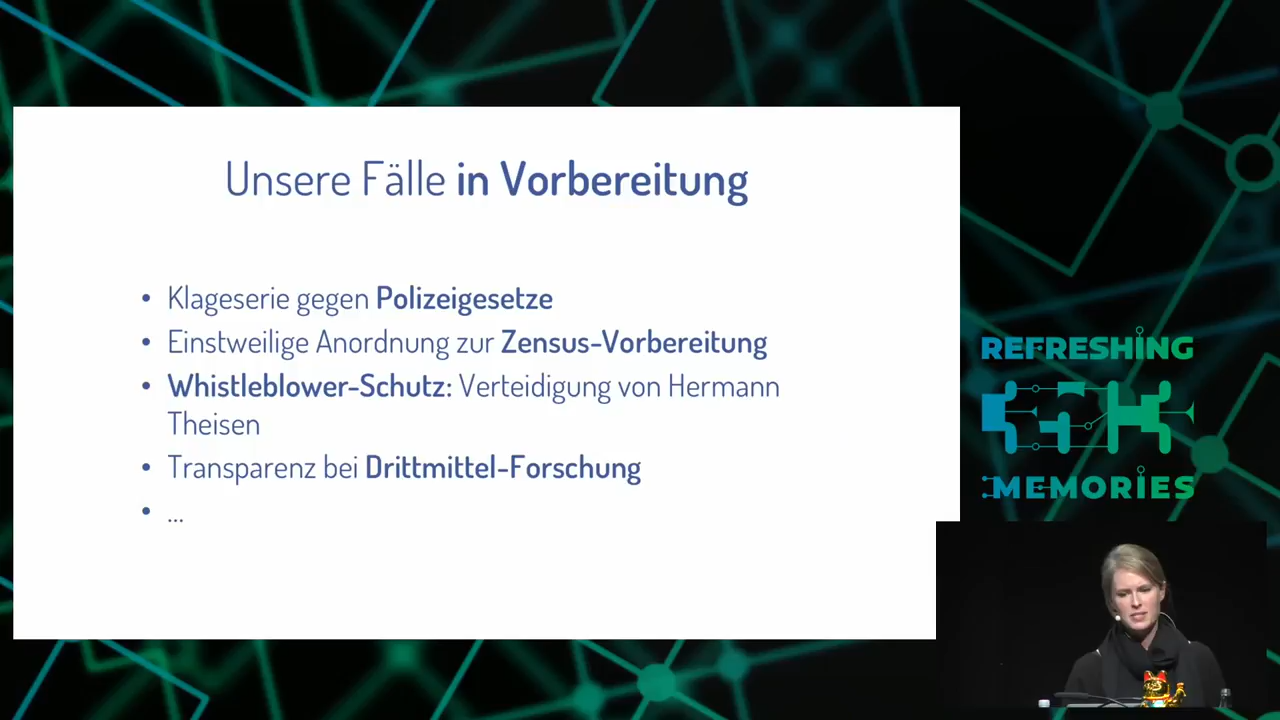 Unsere Fälle in Vorbereitung
• Klageserie gegen Polizeigesetze
• Einstweilige Anordnung zur Zensus-Vorbereitung
• Whistleblower-Schutz: Verteidigung von Hermann
Theisen
• Transparenz bei Drittmittel-Forschung
• ...
REFRESHING
35C3
MEMORIES